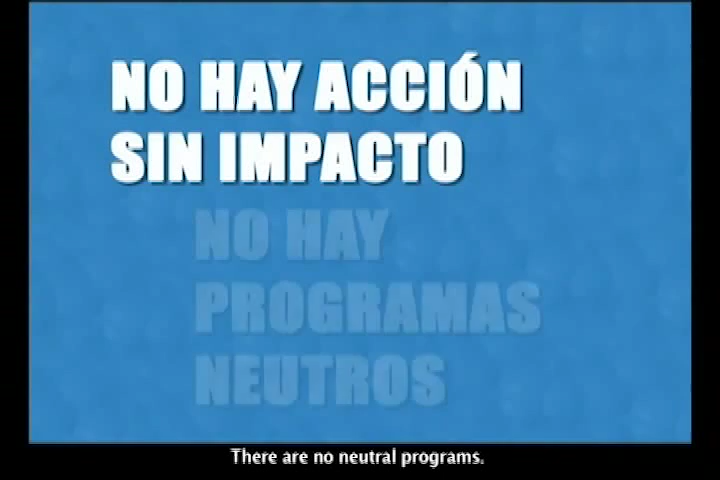 NO HAY ACCIÓN
SIN IMPACTO
NO HAY
PROGRAMAS
NEUTROS
There are no neutral programs.